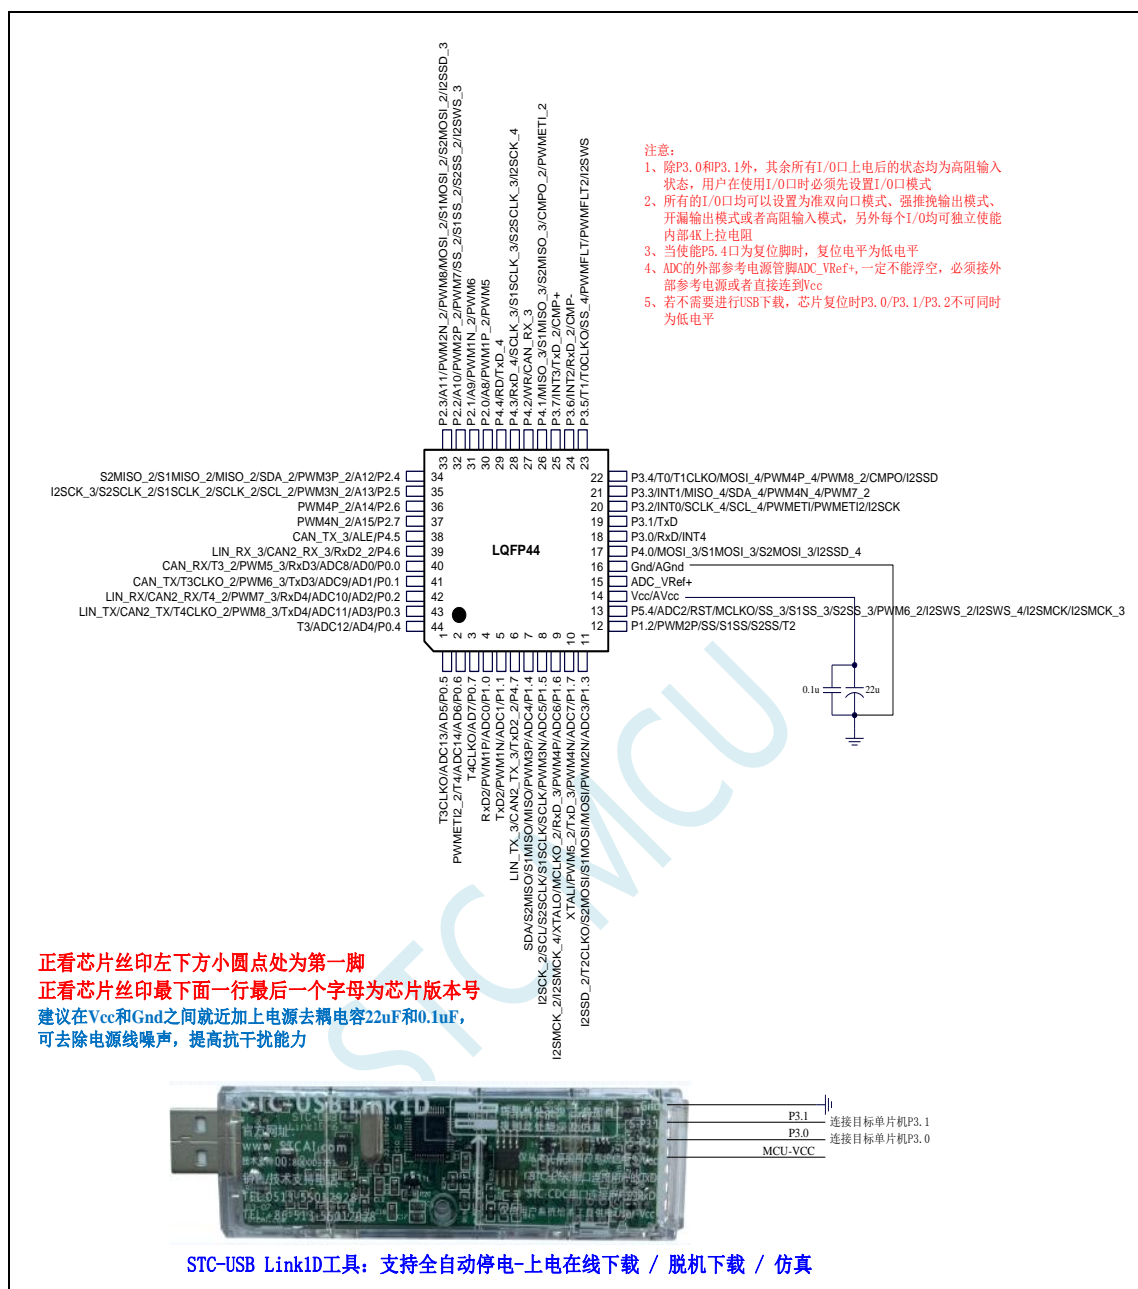 P2.3/A11/PWM2N_2/PWM8/MOSI_2/S1MOSI_2/S2MOSI_2/I2SSD_3
P2.2/A10/PWM2P_2/PWM7/SS_2/S1SS_2/S2SS_2/I2SWS_3
P2.1/A9/PWM1N_2/PWM6
P2.0/A8/PWM1P_2/PWM5
P4.4/RD/TxD_4
P4.3/RxD_4/SCLK_3/S1SCLK_3/S2SCLK_3/I2SCK_4
P4.2/WR/CAN_RX_3
P4.1/MISO_3/S1MISO_3/S2MISO_3/CMPO_2/PWMETI_2
P3.7/INT3/TxD_2/CMP+
P3.6/INT2/RxD_2/CMP-
P3.5/T1/T0CLKO/SS_4/PWMFLT/PWMFLT2/I2SWS
注意：
1、除P3.0和P3.1外，其余所有I/O口上电后的状态均为高阻输入
状态，用户在使用I/O口时必须先设置I/O口模式
2、所有的I/O均可以设置为准双向口模式、强推挽输出模式、
开漏输出模式或者高阻输入模式，另外每个I/O均可独立使能
内部4K上拉电阻
3、当使能P5.4口为复位脚时，复位电平为低电平
4、ADC的外部参考电源管脚ADC_VRef+,一定不能浮空，必须接外
部参考电源或者直接连到Vcc
5、若不需要进行USB下载，芯片复位时P3.0/P3.1/P3.2不可同时
为低电平
33 32 31 30 29 28 27 26 25 24 23
S2MISO_2/S1MISO_2/MISO_2/SDA_2/PWM3P_2/A12/P2.4 34
I2SCK_3/S2SCLK_2/S1SCLK_2/SCLK_2/SCL_2/PWM3N_2/A13/P2.5 35
PWM4P_2/A14/P2.6 36
PWM4N_2/A15/P2.7 37
CAN_TX_3/ALE/P4.5 38
LIN_RX_3/CAN2_RX_3/RxD2_2/P4.6 39
CAN_RX/T3_2/PWM5_3/RxD3/ADC8/AD0/P0.0 40
CAN_TX/T3CLKO_2/PWM6_3/TxD3/ADC9/AD1/P0.1 41
LIN_RX/CAN2_RX/T4_2/PWM7_3/RxD4/ADC10/AD2/P0.2 42
LIN_TX/CAN2_TX/T4CLKO_2/PWM8_3/TxD4/ADC11/AD3/P0.3 43
T3/ADC12/AD4/P0.4 44
LQFP44
22 P3.4/T0/T1CLKO/MOSI_4/PWM4P_4/PWM8_2/CMPO/I2SSD
21 P3.3/INT1/MISO_4/SDA_4/PWM4N_4/PWM7_2
20 P3.2/INT0/SCLK_4/SCL_4/PWMETI/PWMETI2/I2SCK
19 P3.1/TxD
18 P3.0/RxD/INT4
17 P4.0/MOSI_3/S1MOSI_3/S2MOSI_3/I2SSD_4
16 Gnd/AGnd
15 ADC_VRef+
14 Vcc/AVcc
13 P5.4/ADC2/RST/MCLKO/SS_3/S1SS_3/S2SS_3/PWM6_2/I2SWS_2/I2SWS_4/I2SMCK/I2SMCK_3
12 P1.2/PWM2P/SS/S1SS/S2SS/T2
1 2 3 4 5 6 7 8 9 10 11
T3CLKO/ADC13/AD5/P0.5
PWMETI2_2/T4/ADC14/AD6/P0.6
T4CLKO/AD7/P0.7
RxD2/PWM1P/ADC0/P1.0
TxD2/PWM1N/ADC1/P1.1
LIN_TX_3/CAN2_TX_3/TxD2_2/P4.7
SDA/S2MISO/S1MISO/MISO/PWM3P/ADC4/P1.4
I2SCK_2/SCL/S2SCLK/S1SCLK/SCLK/PWM3N/ADC5/P1.5
I2SMCK_2/I2SMCK_4/XTALO/MCLKO_2/RxD_3/PWM4P/ADC6/P1.6
XTALI/PWM5_2/TxD_3/PWM4N/ADC7/P1.7
I2SSD_2/T2CLKO/S2MOSI/S1MOSI/MOSI/PWM2N/ADC3/P1.3
0.1u 22u
STC MCU
正看芯片丝印左下方小圆点处为第一脚
正看芯片丝印最下面一行最后一个字母为芯片版本号
建议在Vcc和Gnd之间就近加上电源去耦电容22uF和0.1uF，
可去除电源线噪声，提高抗干扰能力
STC-USB Link1D
官方网址:
www.STCAI.com
TEL:0513-55012928
P3.1 连接目标单片机P3.1
P3.0 连接目标单片机P3.0
MCU-VCC
STC-USB Link1D工具：支持全自动停电-上电在线下载 / 脱机下载 / 仿真